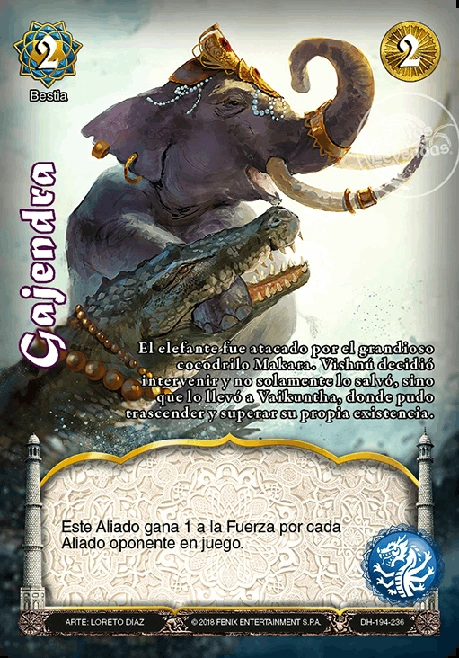 2
2
Bestia
Gajendra
El elefante fue atacado por el grandioso
cocodrilo Makara. Vishnú decidió
intervenir y no solamente lo salvó, sino
que lo llevó a Vaikuntha, donde pudo
trascender y superar su propia existencia.
Este Aliado gana 1 a la Fuerza por cada
Aliado oponente en juego.
ARTE: LORETO DÍAZ
©2018 FENIX ENTERTAINMENT S.P.A.
DH-194-236